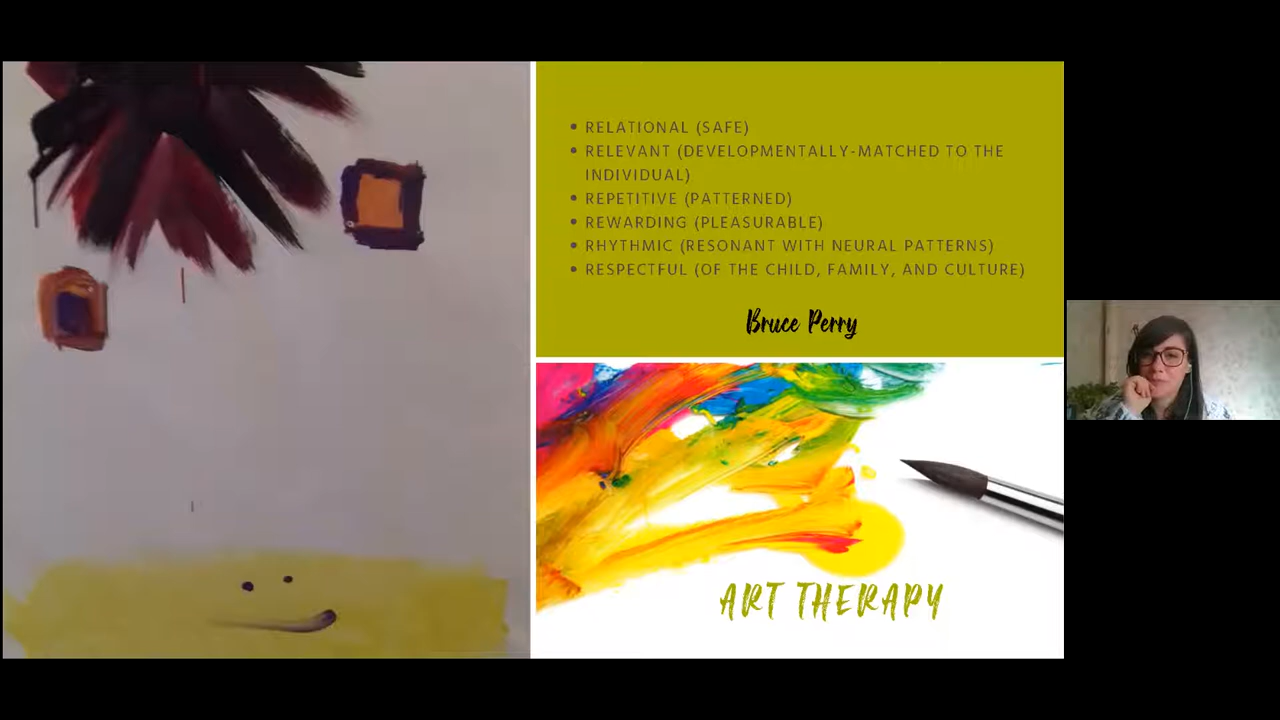 • RELATIONAL (SAFE)
• RELEVANT (DEVELOPMENTALLY-MATCHED TO THE
INDIVIDUAL)
• REPETITIVE (PATTERNED)
• REWARDING (PLEASURABLE)
• RHYTHMIC (RESONANT WITH NEURAL PATTERNS)
• RESPECTFUL (OF THE CHILD, FAMILY, AND CULTURE)
Bruce Perry
ART THERAPY